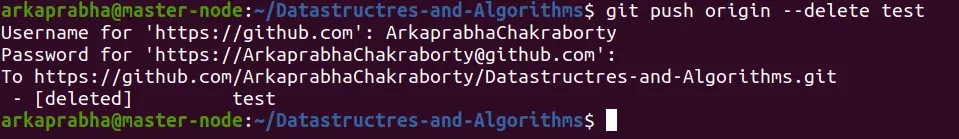 arkaprabha@master-node:~/Datastructres-and-Algorithms$ git push origin --delete test
Username for 'https://github.com': ArkaprabhaChakraborty
Password for 'https://ArkaprabhaChakraborty@github.com':
To https://github.com/ArkaprabhaChakraborty/Datastructres-and-Algorithms.git
 - [deleted]         test
arkaprabha@master-node:~/Datastructres-and-Algorithms$